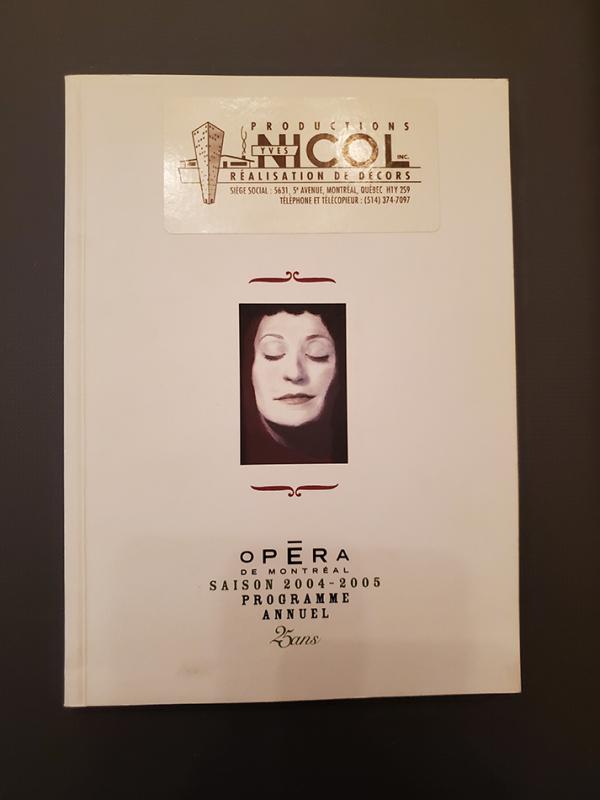 PRODUCTIONS
YVES NICOL INC.
RÉALISATION DE DÉCORS
SIÈGE SOCIAL : 5631, 5e AVENUE, MONTRÉAL, QUÉBEC H1Y 2S9
TÉLÉPHONE ET TÉLÉCOPIEUR : (514) 374-7097
OPĒRA
DE MONTRÉAL
SAISON 2004-2005
PROGRAMME
ANNUEL
25ans